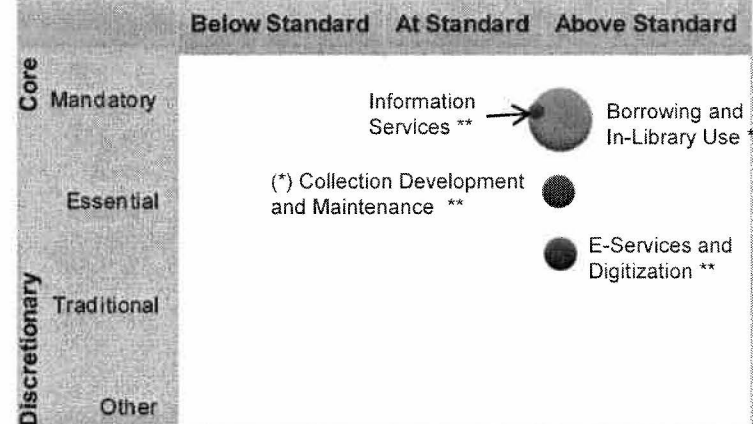 Below Standard At Standard Above Standard
Core
Mandatory
Information
Services **
Borrowing and
In-Library Use *
(*) Collection Development
and Maintenance **
Essential
E-Services and
Digitization **
Discretionary
Traditional
Other